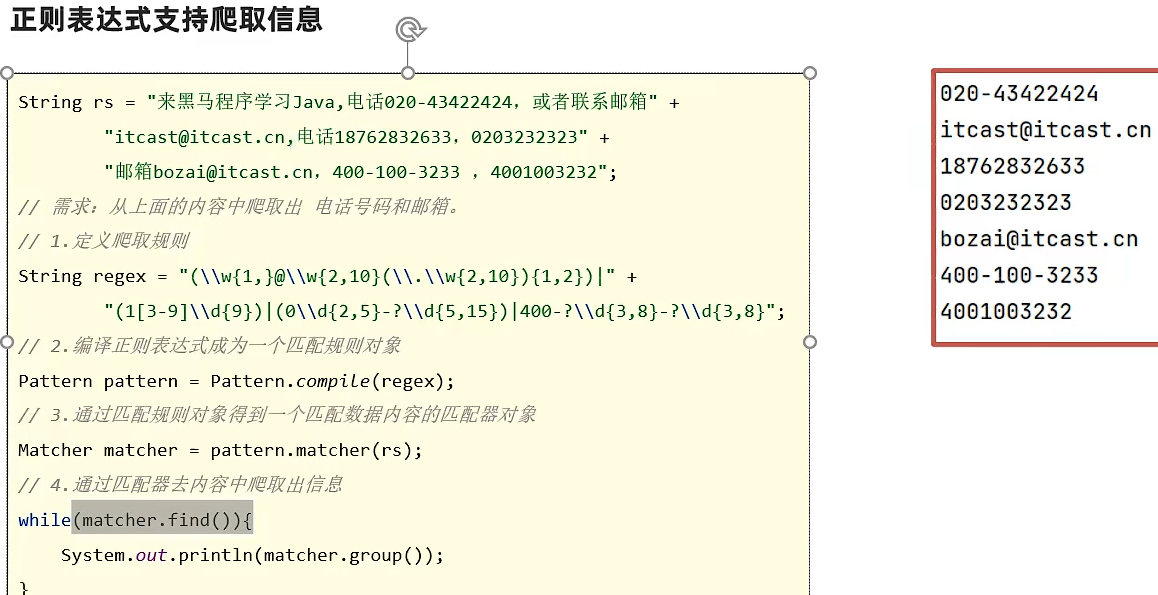 正则表达式支持爬取信息
String rs = "来黑马程序学习Java,电话020-43422424，或者联系邮箱" +
"itcast@itcast.cn,电话18762832633，0203232323" +
"邮箱bozai@itcast.cn，400-100-3233 ，4001003232";
// 需求：从上面的内容中爬取出 电话号码和邮箱。
// 1.定义爬取规则
String regex = "(\\w{1,}@\\w{2,10}(\\.\\w{2,10}){1,2})|" +
"(1[3-9]\\d{9})|(0\\d{2,5}-?\\d{5,15})|400-?\\d{3,8}-?\\d{3,8}";
// 2.编译正则表达式成为一个匹配规则对象
Pattern pattern = Pattern.compile(regex);
// 3.通过匹配规则对象得到一个匹配数据内容的匹配器对象
Matcher matcher = pattern.matcher(rs);
// 4.通过匹配器去内容中爬取出信息
while(matcher.find()){
System.out.println(matcher.group());
}
020-43422424
itcast@itcast.cn
18762832633
0203232323
bozai@itcast.cn
400-100-3233
4001003232